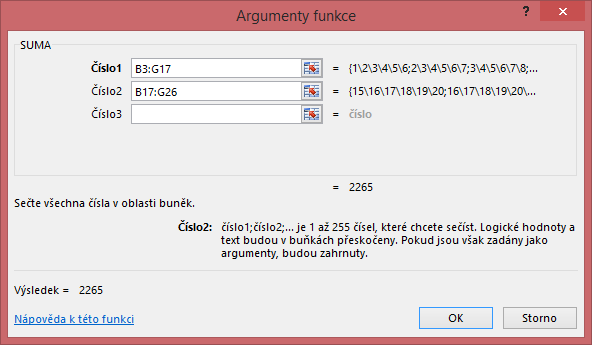 Argumenty funkce
? ×
SUMA
Číslo1 B3:G17 = {1\2\3\4\5\6;2\3\4\5\6\7;3\4\5\6\7\8;...
Číslo2 B17:G26 = {15\16\17\18\19\20;16\17\18\19\20\...
Číslo3 = číslo
= 2265
Sečte všechna čísla v oblasti buněk.
Číslo2: číslo1;číslo2;... je 1 až 255 čísel, které chcete sečíst. Logické hodnoty a
text budou v buňkách přeskočeny. Pokud jsou však zadány jako
argumenty, budou zahrnuty.
Výsledek = 2265
Nápověda k této funkci
OK Storno